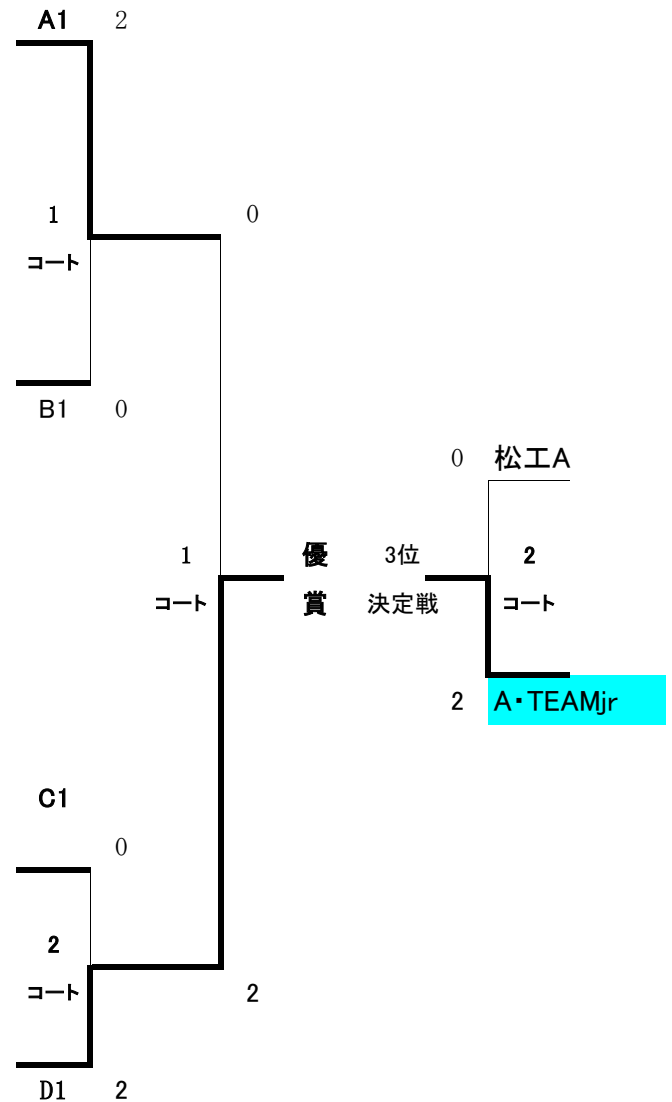 A1 2
1 0
コート
B1 0
0 松工A
1 優 3位 2
コート 賞 決定戦 コート
2 A・TEAMjr
C1
0
2
コート 2
D1 2